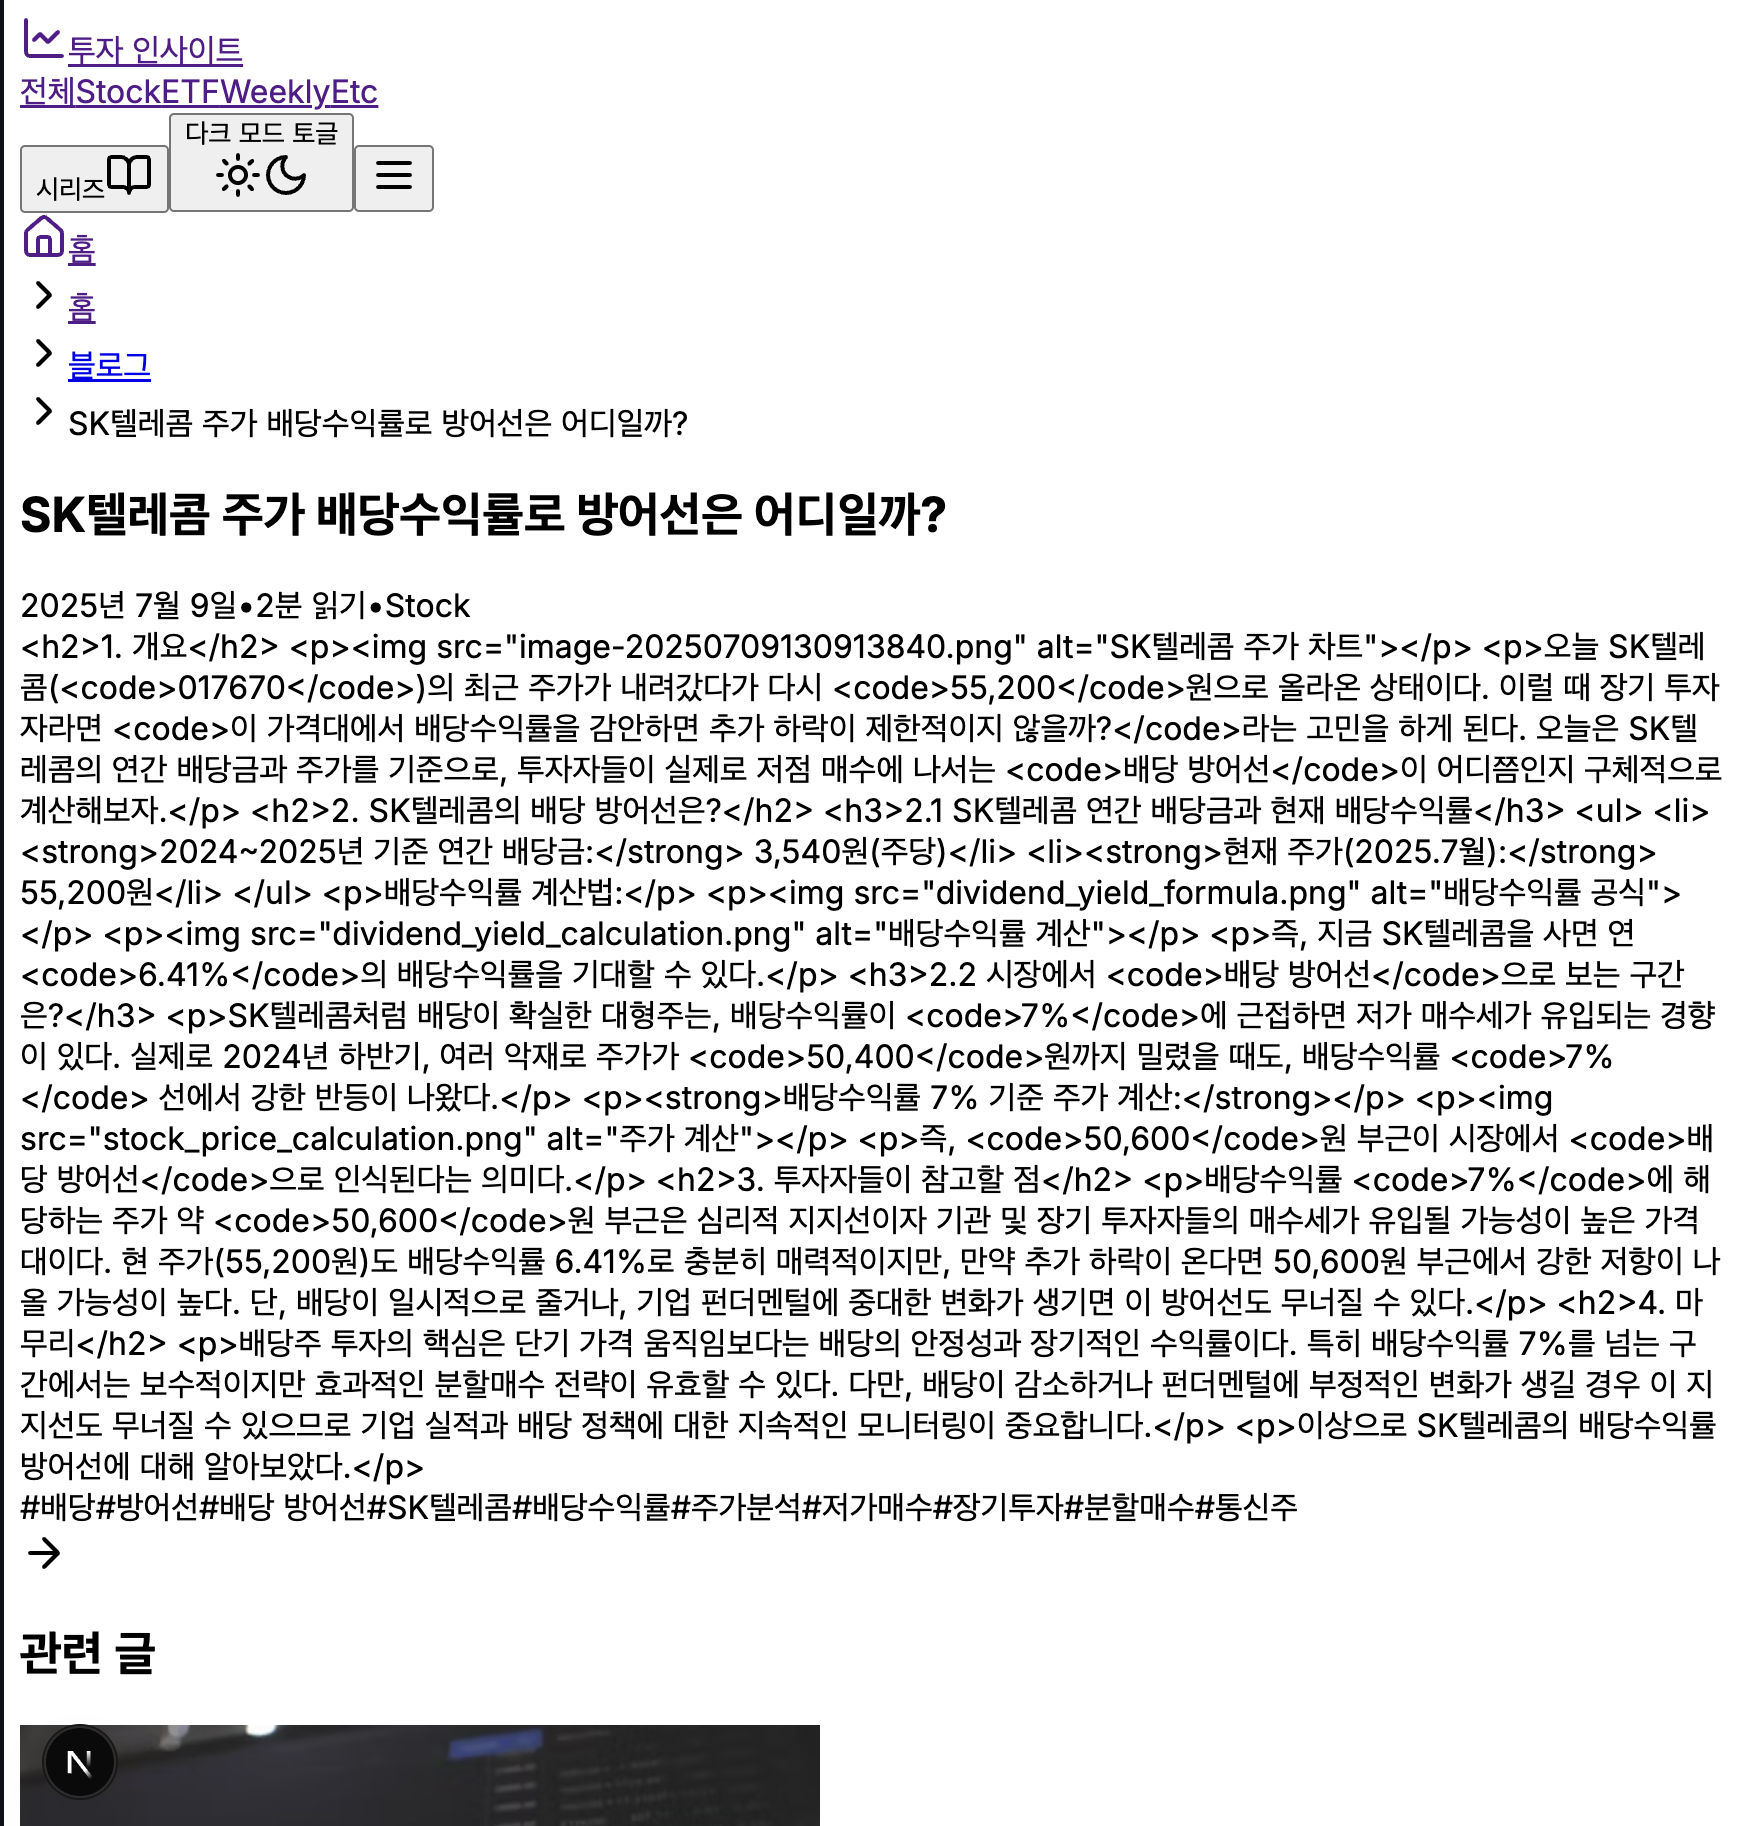 투자 인사이트
전체StockETFWeeklyEtc
다크 모드 토글
시리즈
홈
홈
블로그
SK텔레콤 주가 배당수익률로 방어선은 어디일까?
SK텔레콤 주가 배당수익률로 방어선은 어디일까?
2025년 7월 9일•2분 읽기•Stock
<h2>1. 개요</h2> <p><img src="image-20250709130913840.png" alt="SK텔레콤 주가 차트"></p> <p>오늘 SK텔레
콤(<code>017670</code>)의 최근 주가가 내려갔다가 다시 <code>55,200</code>원으로 올라온 상태이다. 이럴 때 장기 투자
자라면 <code>이 가격대에서 배당수익률을 감안하면 추가 하락이 제한적이지 않을까?</code>라는 고민을 하게 된다. 오늘은 SK텔
레콤의 연간 배당금과 주가를 기준으로, 투자자들이 실제로 저점 매수에 나서는 <code>배당 방어선</code>이 어디쯤인지 구체적으로
계산해보자.</p> <h2>2. SK텔레콤의 배당 방어선은?</h2> <h3>2.1 SK텔레콤 연간 배당금과 현재 배당수익률</h3> <ul> <li>
<strong>2024~2025년 기준 연간 배당금:</strong> 3,540원(주당)</li> <li><strong>현재 주가(2025.7월):</strong>
55,200원</li> </ul> <p>배당수익률 계산법:</p> <p><img src="dividend_yield_formula.png" alt="배당수익률 공식">
</p> <p><img src="dividend_yield_calculation.png" alt="배당수익률 계산"></p> <p>즉, 지금 SK텔레콤을 사면 연
<code>6.41%</code>의 배당수익률을 기대할 수 있다.</p> <h3>2.2 시장에서 <code>배당 방어선</code>으로 보는 구간
은?</h3> <p>SK텔레콤처럼 배당이 확실한 대형주는, 배당수익률이 <code>7%</code>에 근접하면 저가 매수세가 유입되는 경향
이 있다. 실제로 2024년 하반기, 여러 악재로 주가가 <code>50,400</code>원까지 밀렸을 때도, 배당수익률 <code>7%
</code> 선에서 강한 반등이 나왔다.</p> <p><strong>배당수익률 7% 기준 주가 계산:</strong></p> <p><img
src="stock_price_calculation.png" alt="주가 계산"></p> <p>즉, <code>50,600</code>원 부근이 시장에서 <code>배
당 방어선</code>으로 인식된다는 의미다.</p> <h2>3. 투자자들이 참고할 점</h2> <p>배당수익률 <code>7%</code>에 해
당하는 주가 약 <code>50,600</code>원 부근은 심리적 지지선이자 기관 및 장기 투자자들의 매수세가 유입될 가능성이 높은 가격
대이다. 현 주가(55,200원)도 배당수익률 6.41%로 충분히 매력적이지만, 만약 추가 하락이 온다면 50,600원 부근에서 강한 저항이 나
올 가능성이 높다. 단, 배당이 일시적으로 줄거나, 기업 펀더멘털에 중대한 변화가 생기면 이 방어선도 무너질 수 있다.</p> <h2>4. 마
무리</h2> <p>배당주 투자의 핵심은 단기 가격 움직임보다는 배당의 안정성과 장기적인 수익률이다. 특히 배당수익률 7%를 넘는 구
간에서는 보수적이지만 효과적인 분할매수 전략이 유효할 수 있다. 다만, 배당이 감소하거나 펀더멘털에 부정적인 변화가 생길 경우 이 지
지선도 무너질 수 있으므로 기업 실적과 배당 정책에 대한 지속적인 모니터링이 중요합니다.</p> <p>이상으로 SK텔레콤의 배당수익률
방어선에 대해 알아보았다.</p>
#배당#방어선#배당 방어선#SK텔레콤#배당수익률#주가분석#저가매수#장기투자#분할매수#통신주
관련 글
N